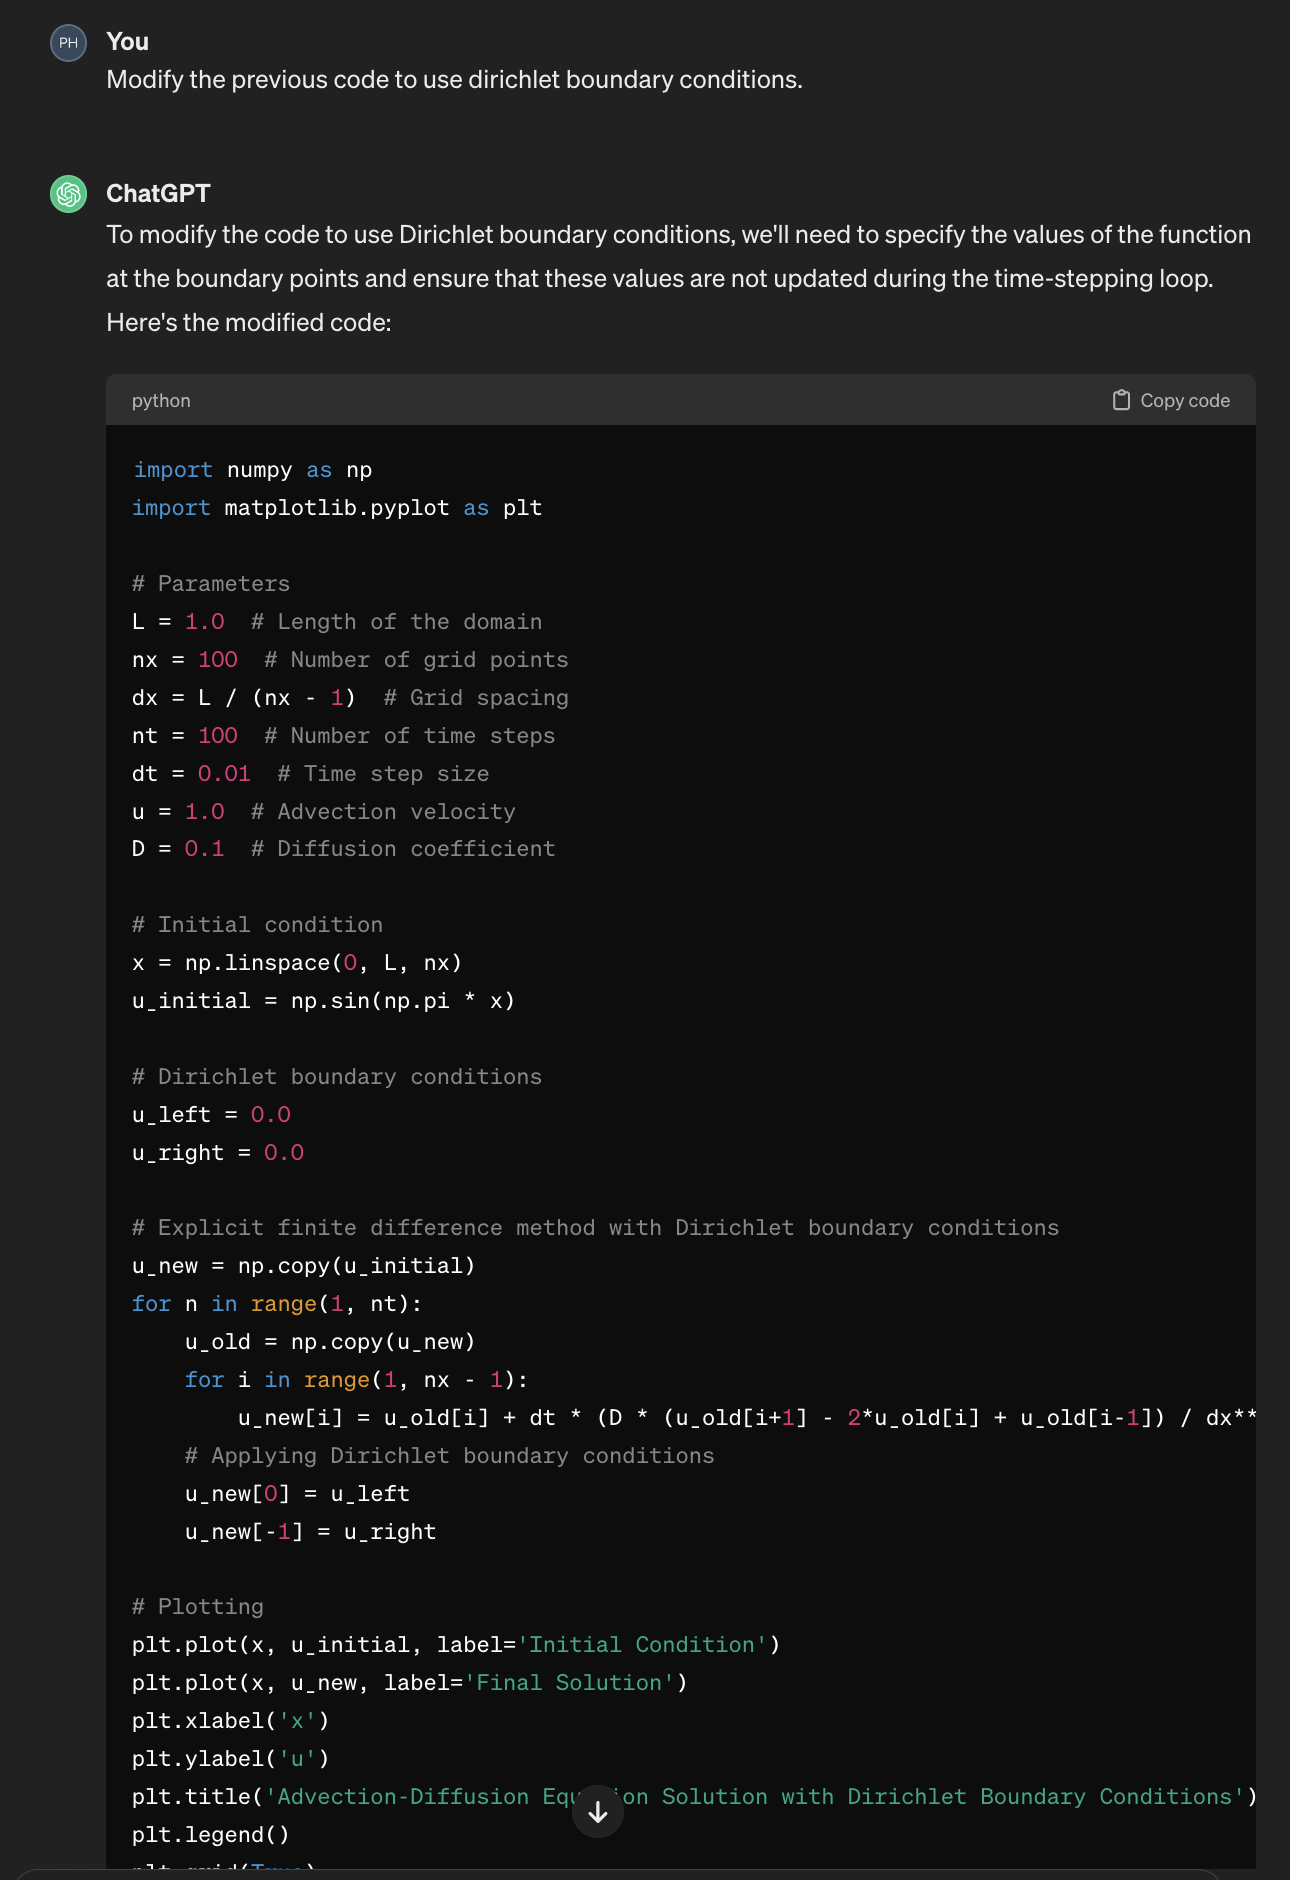 PH
You
Modify the previous code to use dirichlet boundary conditions.
ChatGPT
To modify the code to use Dirichlet boundary conditions, we'll need to specify the values of the function
at the boundary points and ensure that these values are not updated during the time-stepping loop.
Here's the modified code:
python
Copy code
import numpy as np
import matplotlib.pyplot as plt
# Parameters
L = 1.0  # Length of the domain
nx = 100  # Number of grid points
dx = L / (nx - 1)  # Grid spacing
nt = 100  # Number of time steps
dt = 0.01  # Time step size
u = 1.0  # Advection velocity
D = 0.1  # Diffusion coefficient
# Initial condition
x = np.linspace(0, L, nx)
u_initial = np.sin(np.pi * x)
# Dirichlet boundary conditions
u_left = 0.0
u_right = 0.0
# Explicit finite difference method with Dirichlet boundary conditions
u_new = np.copy(u_initial)
for n in range(1, nt):
    u_old = np.copy(u_new)
    for i in range(1, nx - 1):
        u_new[i] = u_old[i] + dt * (D * (u_old[i+1] - 2*u_old[i] + u_old[i-1]) / dx**
    # Applying Dirichlet boundary conditions
    u_new[0] = u_left
    u_new[-1] = u_right
# Plotting
plt.plot(x, u_initial, label='Initial Condition')
plt.plot(x, u_new, label='Final Solution')
plt.xlabel('x')
plt.ylabel('u')
plt.title('Advection-Diffusion Equation Solution with Dirichlet Boundary Conditions')
plt.legend()
plt.grid(True)